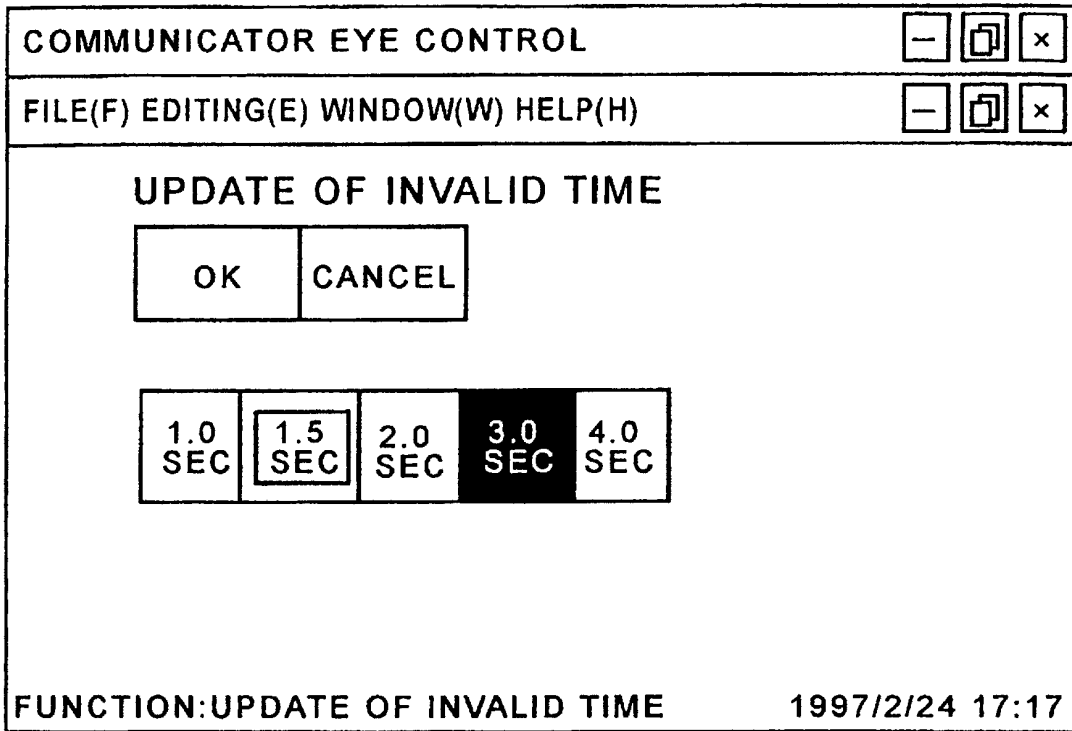 COMMUNICATOR EYE CONTROL
FILE(F) EDITING(E) WINDOW(W) HELP(H)
UPDATE OF INVALID TIME
OK CANCEL
1.0 1.5 2.0 3.0 4.0
SEC SEC SEC SEC SEC
FUNCTION:UPDATE OF INVALID TIME 1997/2/24 17:17